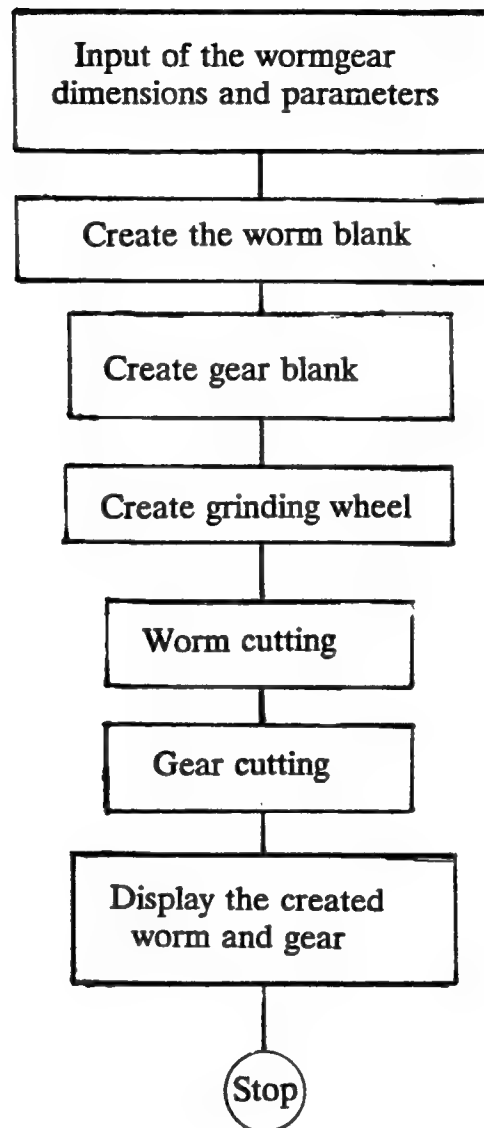 Input of the wormgear
dimensions and parameters
Create the worm blank
Create gear blank
Create grinding wheel
Worm cutting
Gear cutting
Display the created
worm and gear
Stop